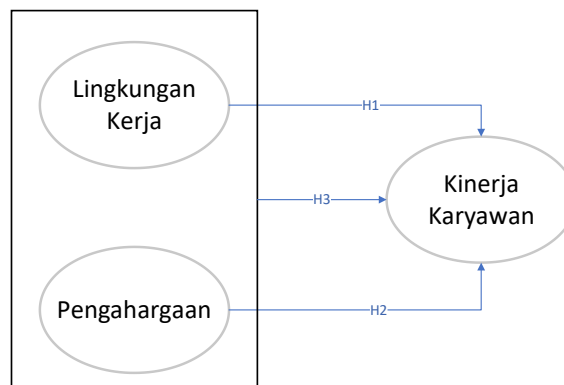 Lingkungan
Kerja
H1
Kinerja
Karyawan
H3
Pengahargaan
H2